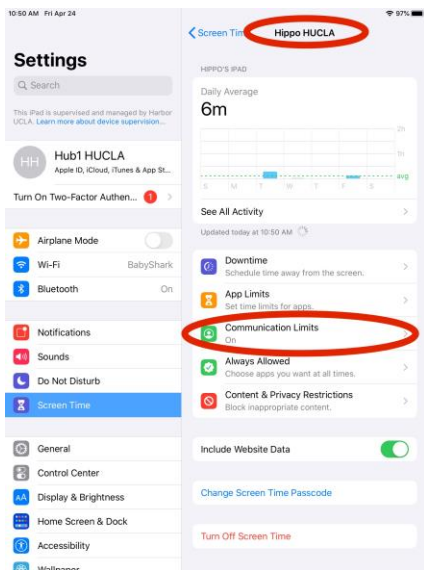 10:50 AM Fri Apr 24
97%
Settings
Search
This iPad is supervised and managed by Harbor
UCLA. Learn more about device supervision...
HH
Hub1 HUCLA
Apple ID, iCloud, iTunes & App St...
Turn On Two-Factor Authen... 1
Airplane Mode
Wi-Fi BabyShark
Bluetooth On
Notifications
Sounds
Do Not Disturb
Screen Time
General
Control Center
AA Display & Brightness
Home Screen & Dock
Accessibility
Wallpaper
Screen Tim
Hippo HUCLA
HIPPO'S IPAD
Daily Average
6m
2h
avg
S M T W T F S
See All Activity
Updated today at 10:50 AM
Downtime
Schedule time away from the screen.
App Limits
Set time limits for apps.
Communication Limits
On
Always Allowed
Choose apps you want at all times.
Content & Privacy Restrictions
Block inappropriate content.
Include Website Data
Change Screen Time Passcode
Turn Off Screen Time